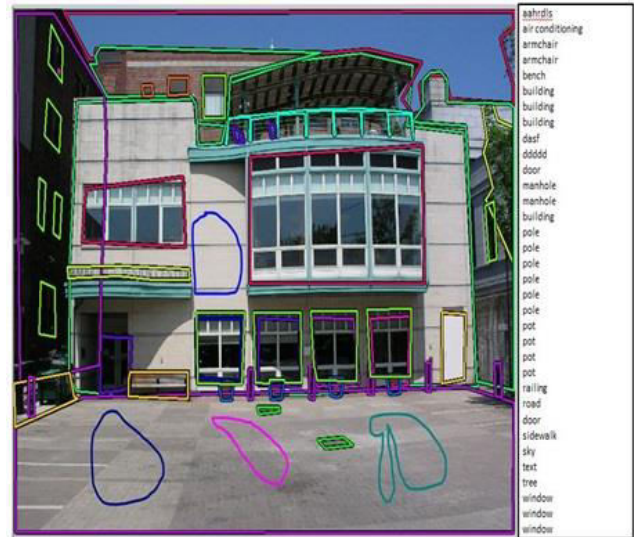 aahrdls
air conditioning
armchair
armchair
bench
building
building
building
dasf
ddddd
door
manhole
manhole
building
pole
pole
pole
pole
pole
pole
pot
pot
pot
pot
railing
road
door
sidewalk
sky
text
tree
window
window
window